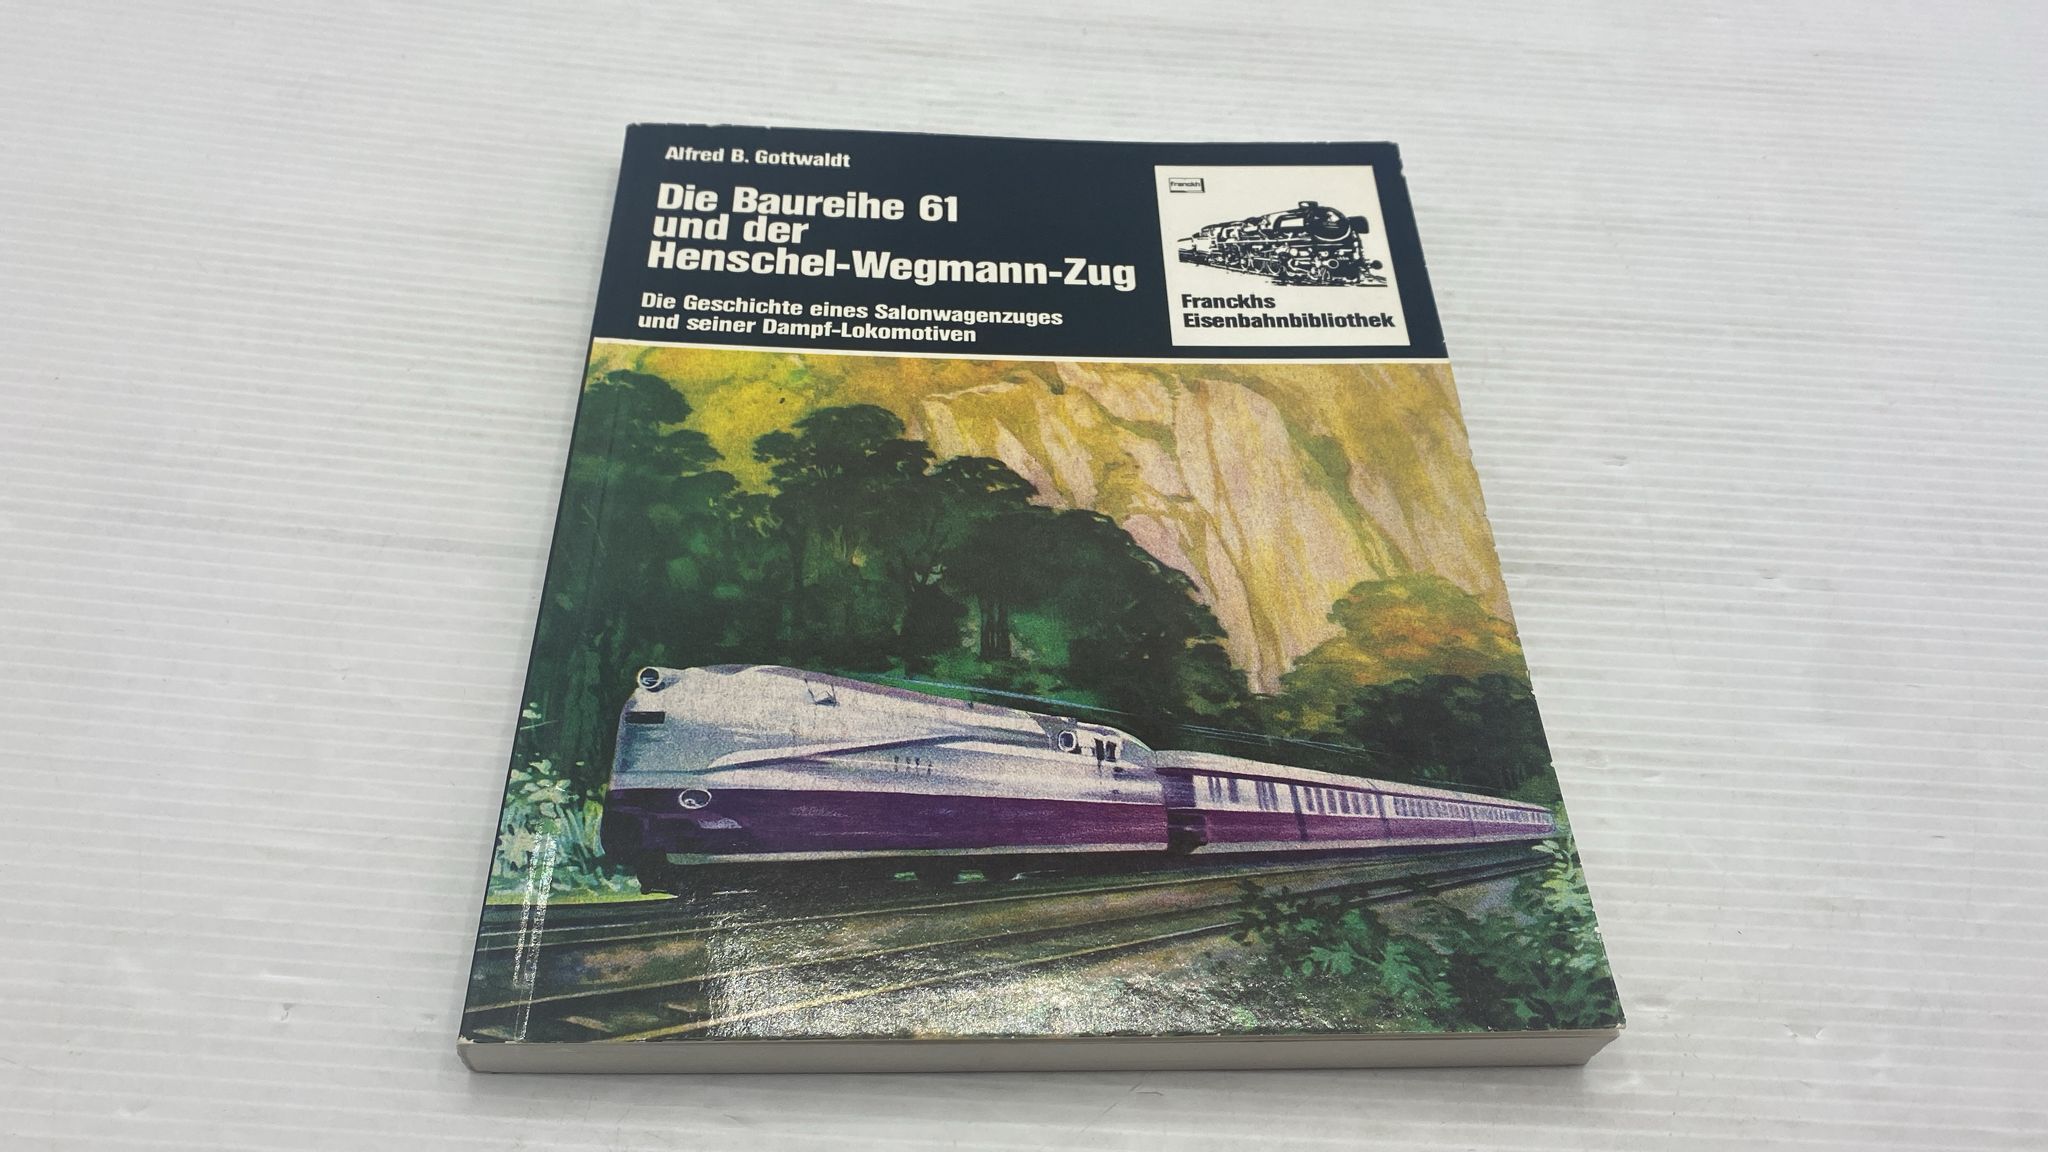 Alfred B. Gottwaldt
Die Baureihe 61
und der
Henschel-Wegmann-Zug
Die Geschichte eines Salonwagenzuges
und seiner Dampf-Lokomotiven
franckh
Franckhs
Eisenbahnbibliothek